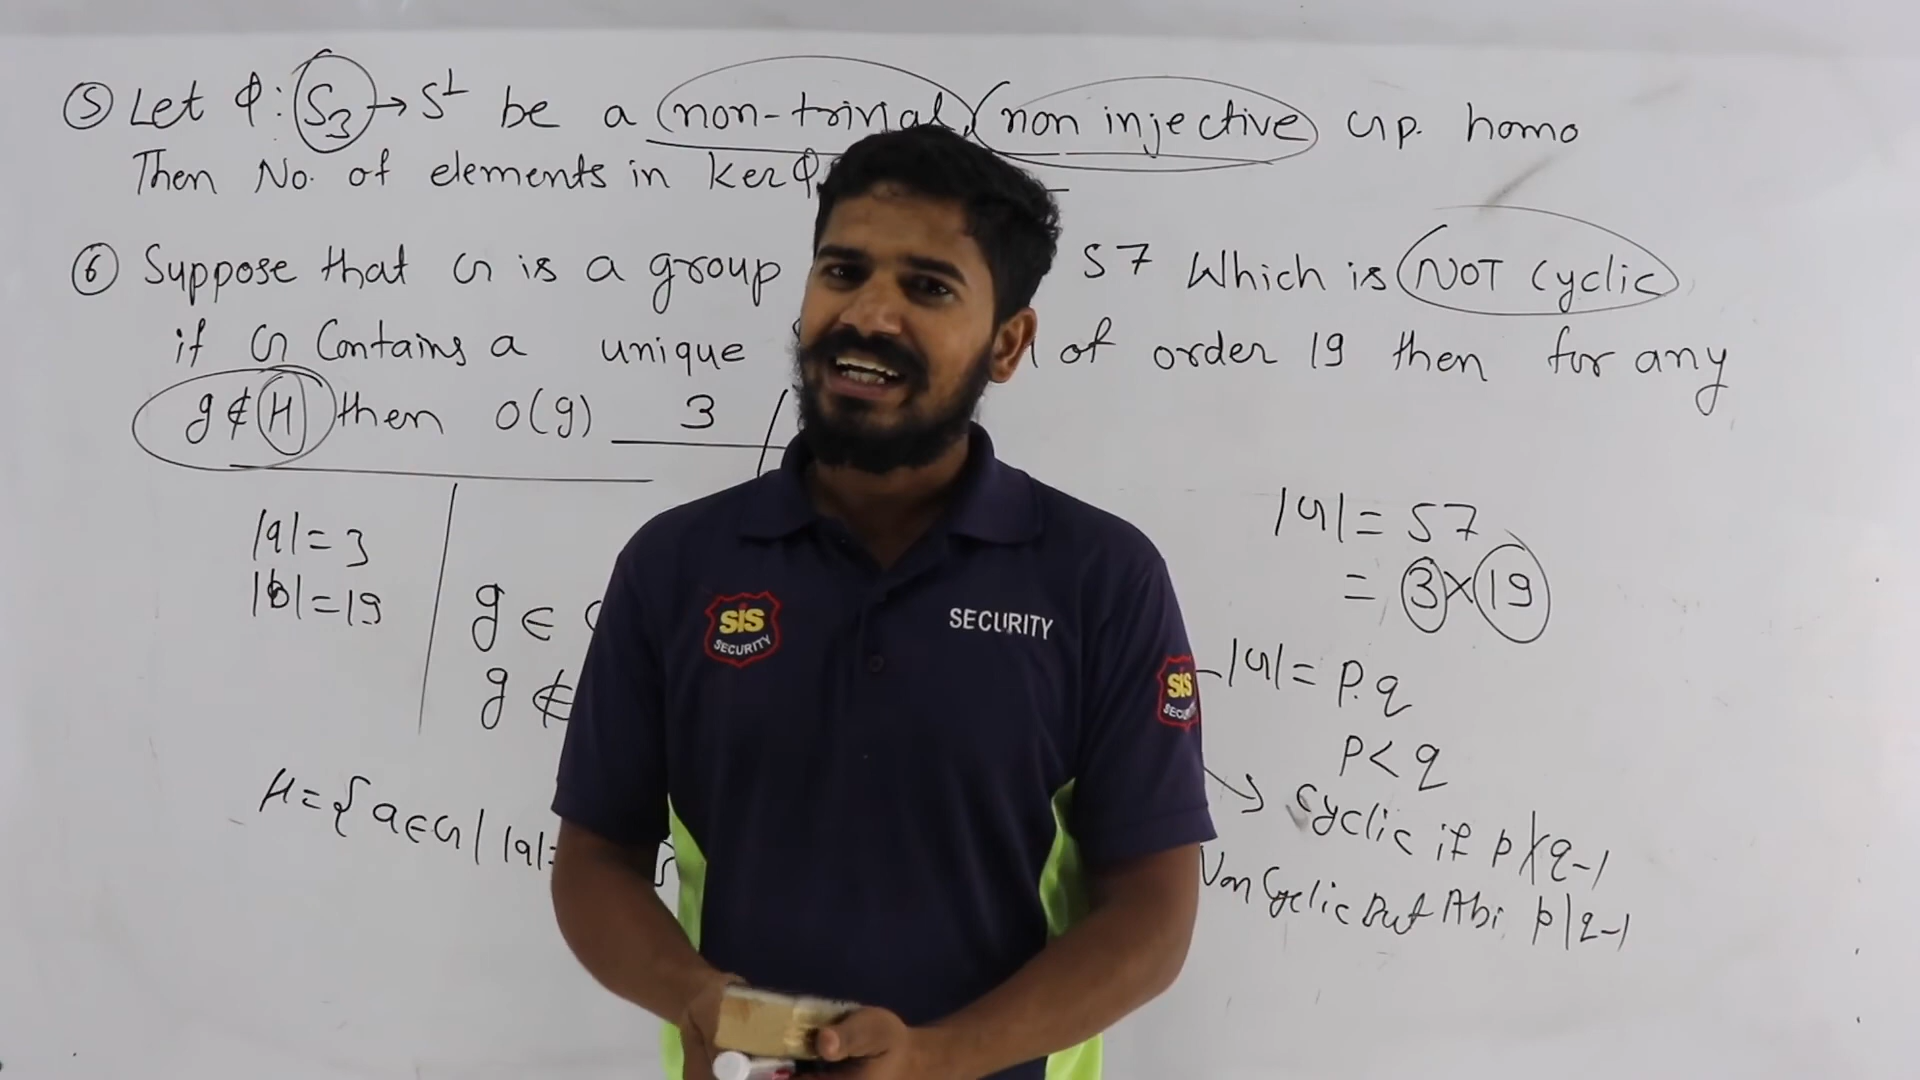 ⑤ Let φ: S₃ → S¹ be a non-trivial, non injective Gp. homo
Then No. of elements in ker φ
⑥ Suppose that G is a group 57 Which is NOT cyclic
if G Contains a unique of order 19 then for any
g ∉ H then o(g) 3
|a| = 3
|b| = 19
g ∈
g ∉
H = { a ∈ G | |a| = }
|G| = 57
= 3 × 19
|G| = p.q
p < q
→ cyclic if p ∤ q-1
Non Cyclic But Abi p | q-1
SiS
SECURITY
SECURITY
SiS